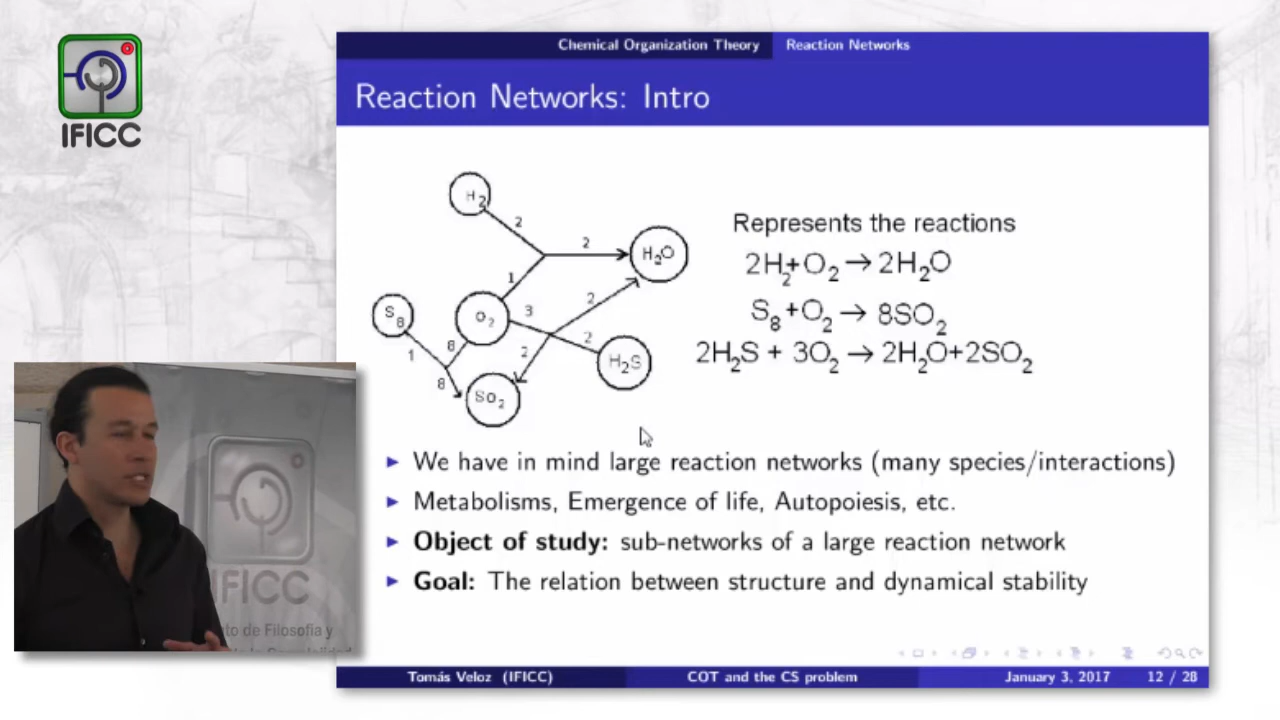 IFICC
Chemical Organization Theory Reaction Networks
Reaction Networks: Intro
H₂
2
2
H₂O
1
S₈
O₂
3
2
2
H₂S
1
8
2
8
So₂
Represents the reactions
2H₂+O₂→2H₂O
S₈+O₂→ 8SO₂
2H₂S + 3O₂→2H₂O+2SO₂
▶ We have in mind large reaction networks (many species/interactions)
▶ Metabolisms, Emergence of life, Autopoiesis, etc.
▶ Object of study: sub-networks of a large reaction network
▶ Goal: The relation between structure and dynamical stability
IFICC
to de Filosofía y
Tomás Veloz (IFICC) COT and the CS problem January 3, 2017 12 / 28